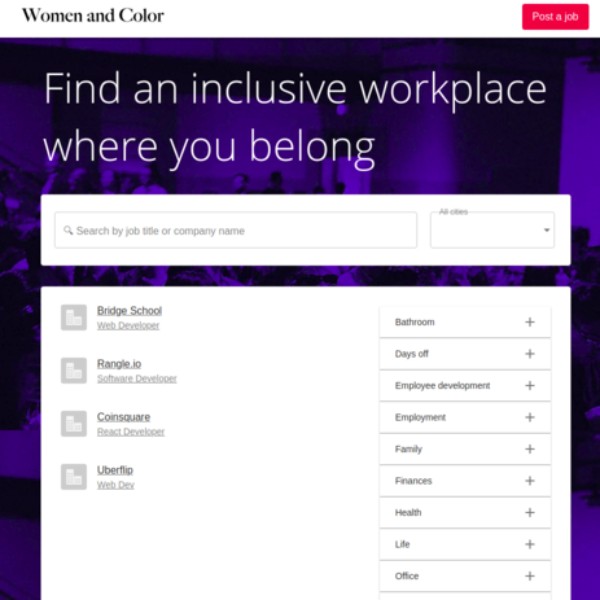 Women and Color
Post a job
Find an inclusive workplace
where you belong
All cities
Search by job title or company name
Bridge School
Web Developer
Rangle.io
Software Developer
Coinsquare
React Developer
Uberflip
Web Dev
Bathroom
Days off
Employee development
Employment
Family
Finances
Health
Life
Office